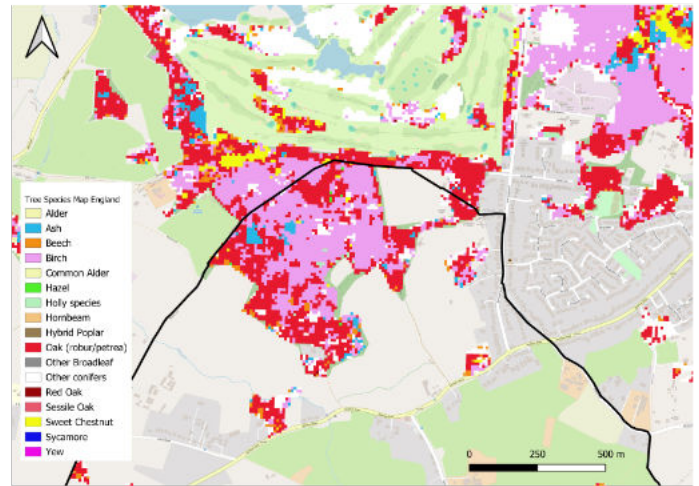 Tree Species Map England
Alder
Ash
Beech
Birch
Common Alder
Hazel
Holly species
Hornbeam
Hybrid Poplar
Oak (robur/petrea)
Other Broadleaf
Other conifers
Red Oak
Sessile Oak
Sweet Chestnut
Sycamore
Yew
0 250 500 m